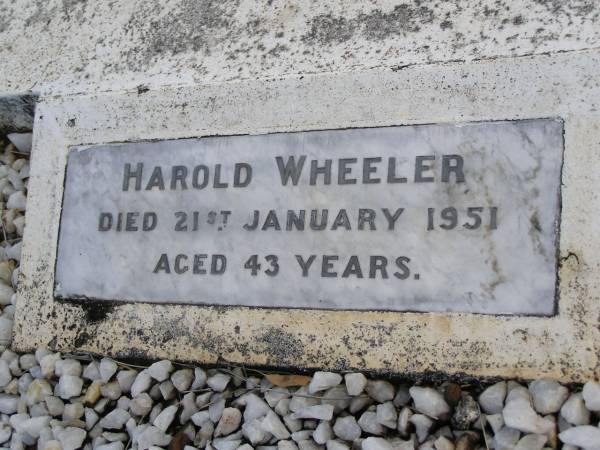 HAROLD WHEELER
DIED 21ST. JANUARY 1951
AGED 43 YEARS.